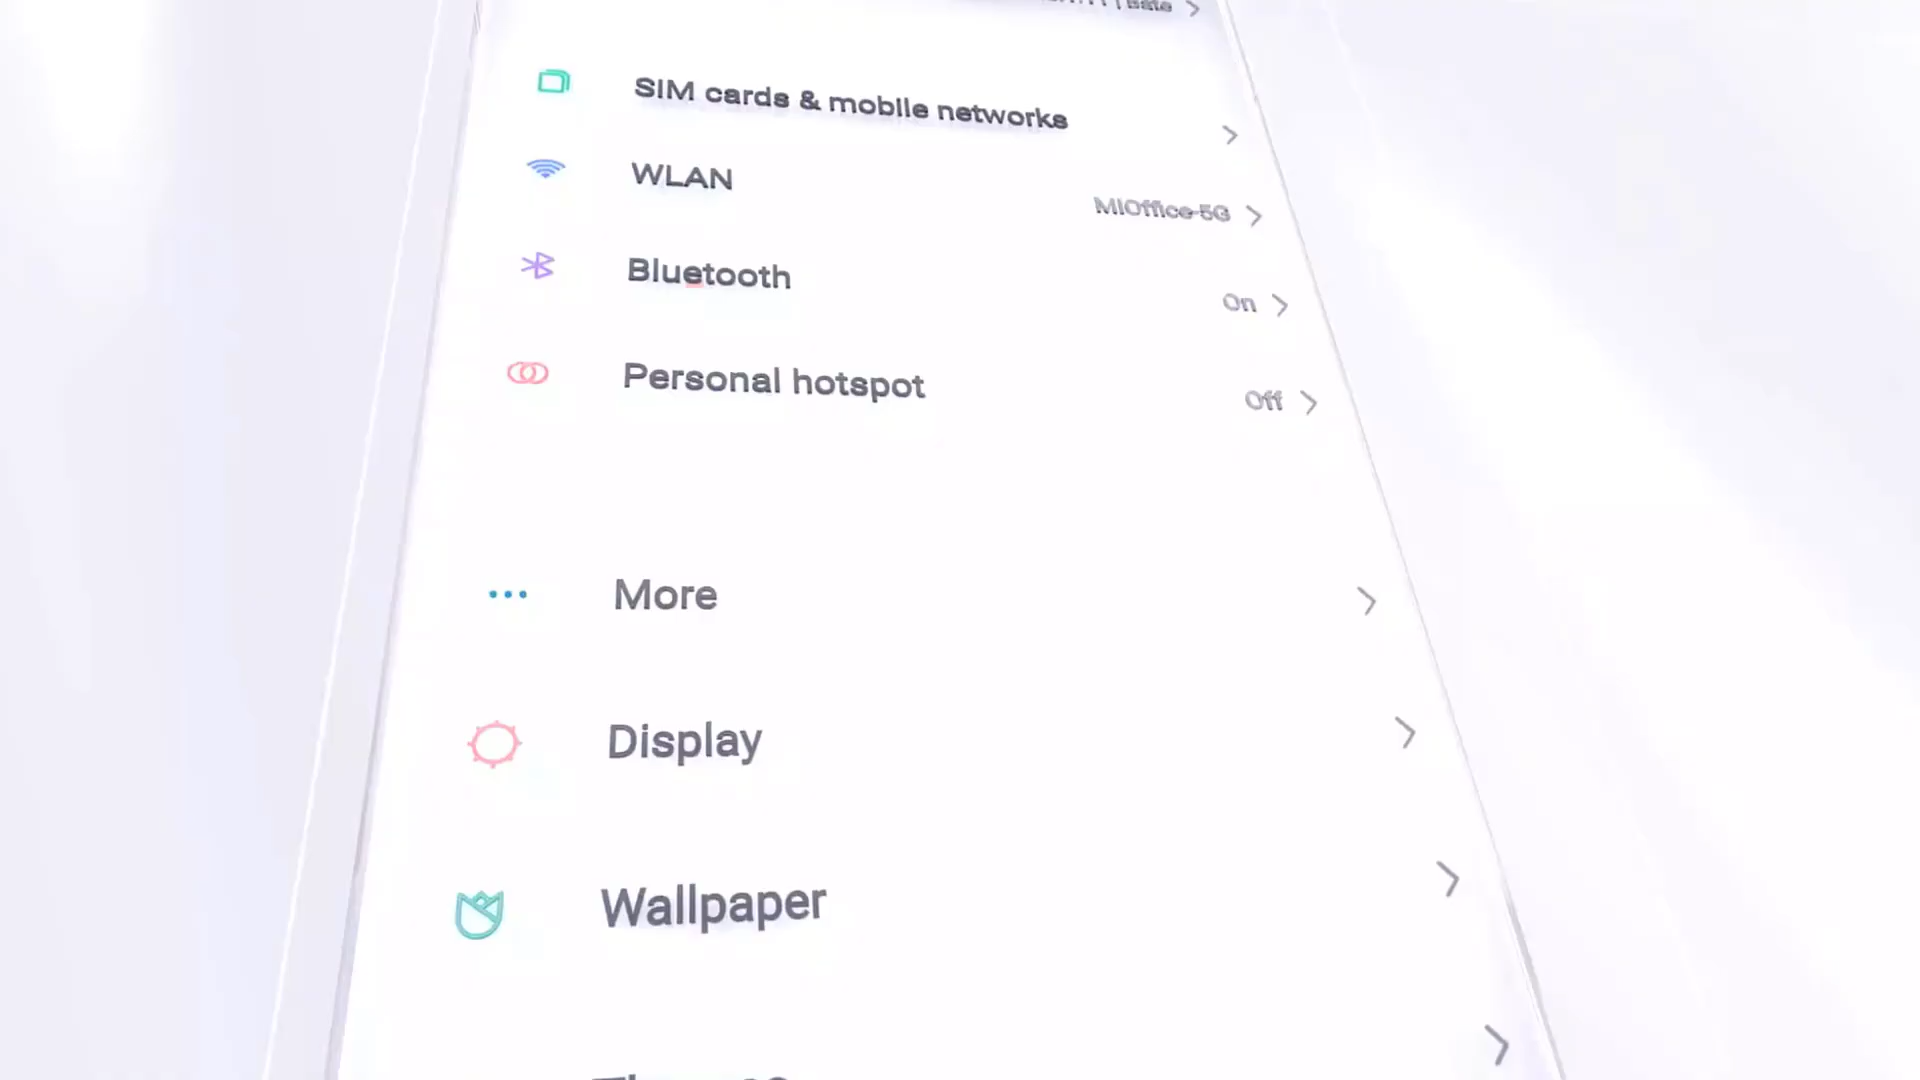 SIM cards & mobile networks
WLAN
MIOffice-5G
Bluetooth
On
Personal hotspot
Off
More
Display
Wallpaper